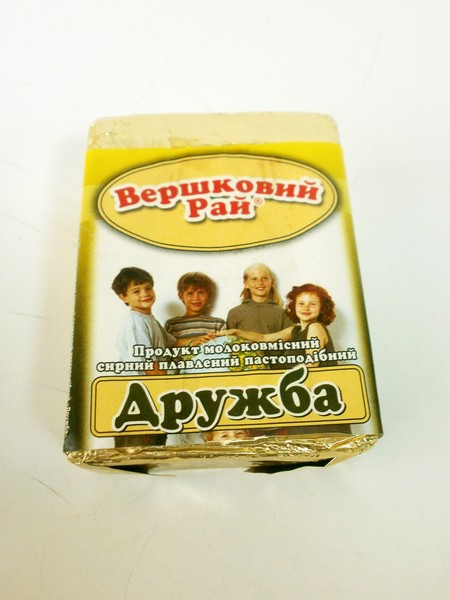 Вершковий
Рай®
Продукт молоковмісний
сирний плавлений пастоподібний
Дружба